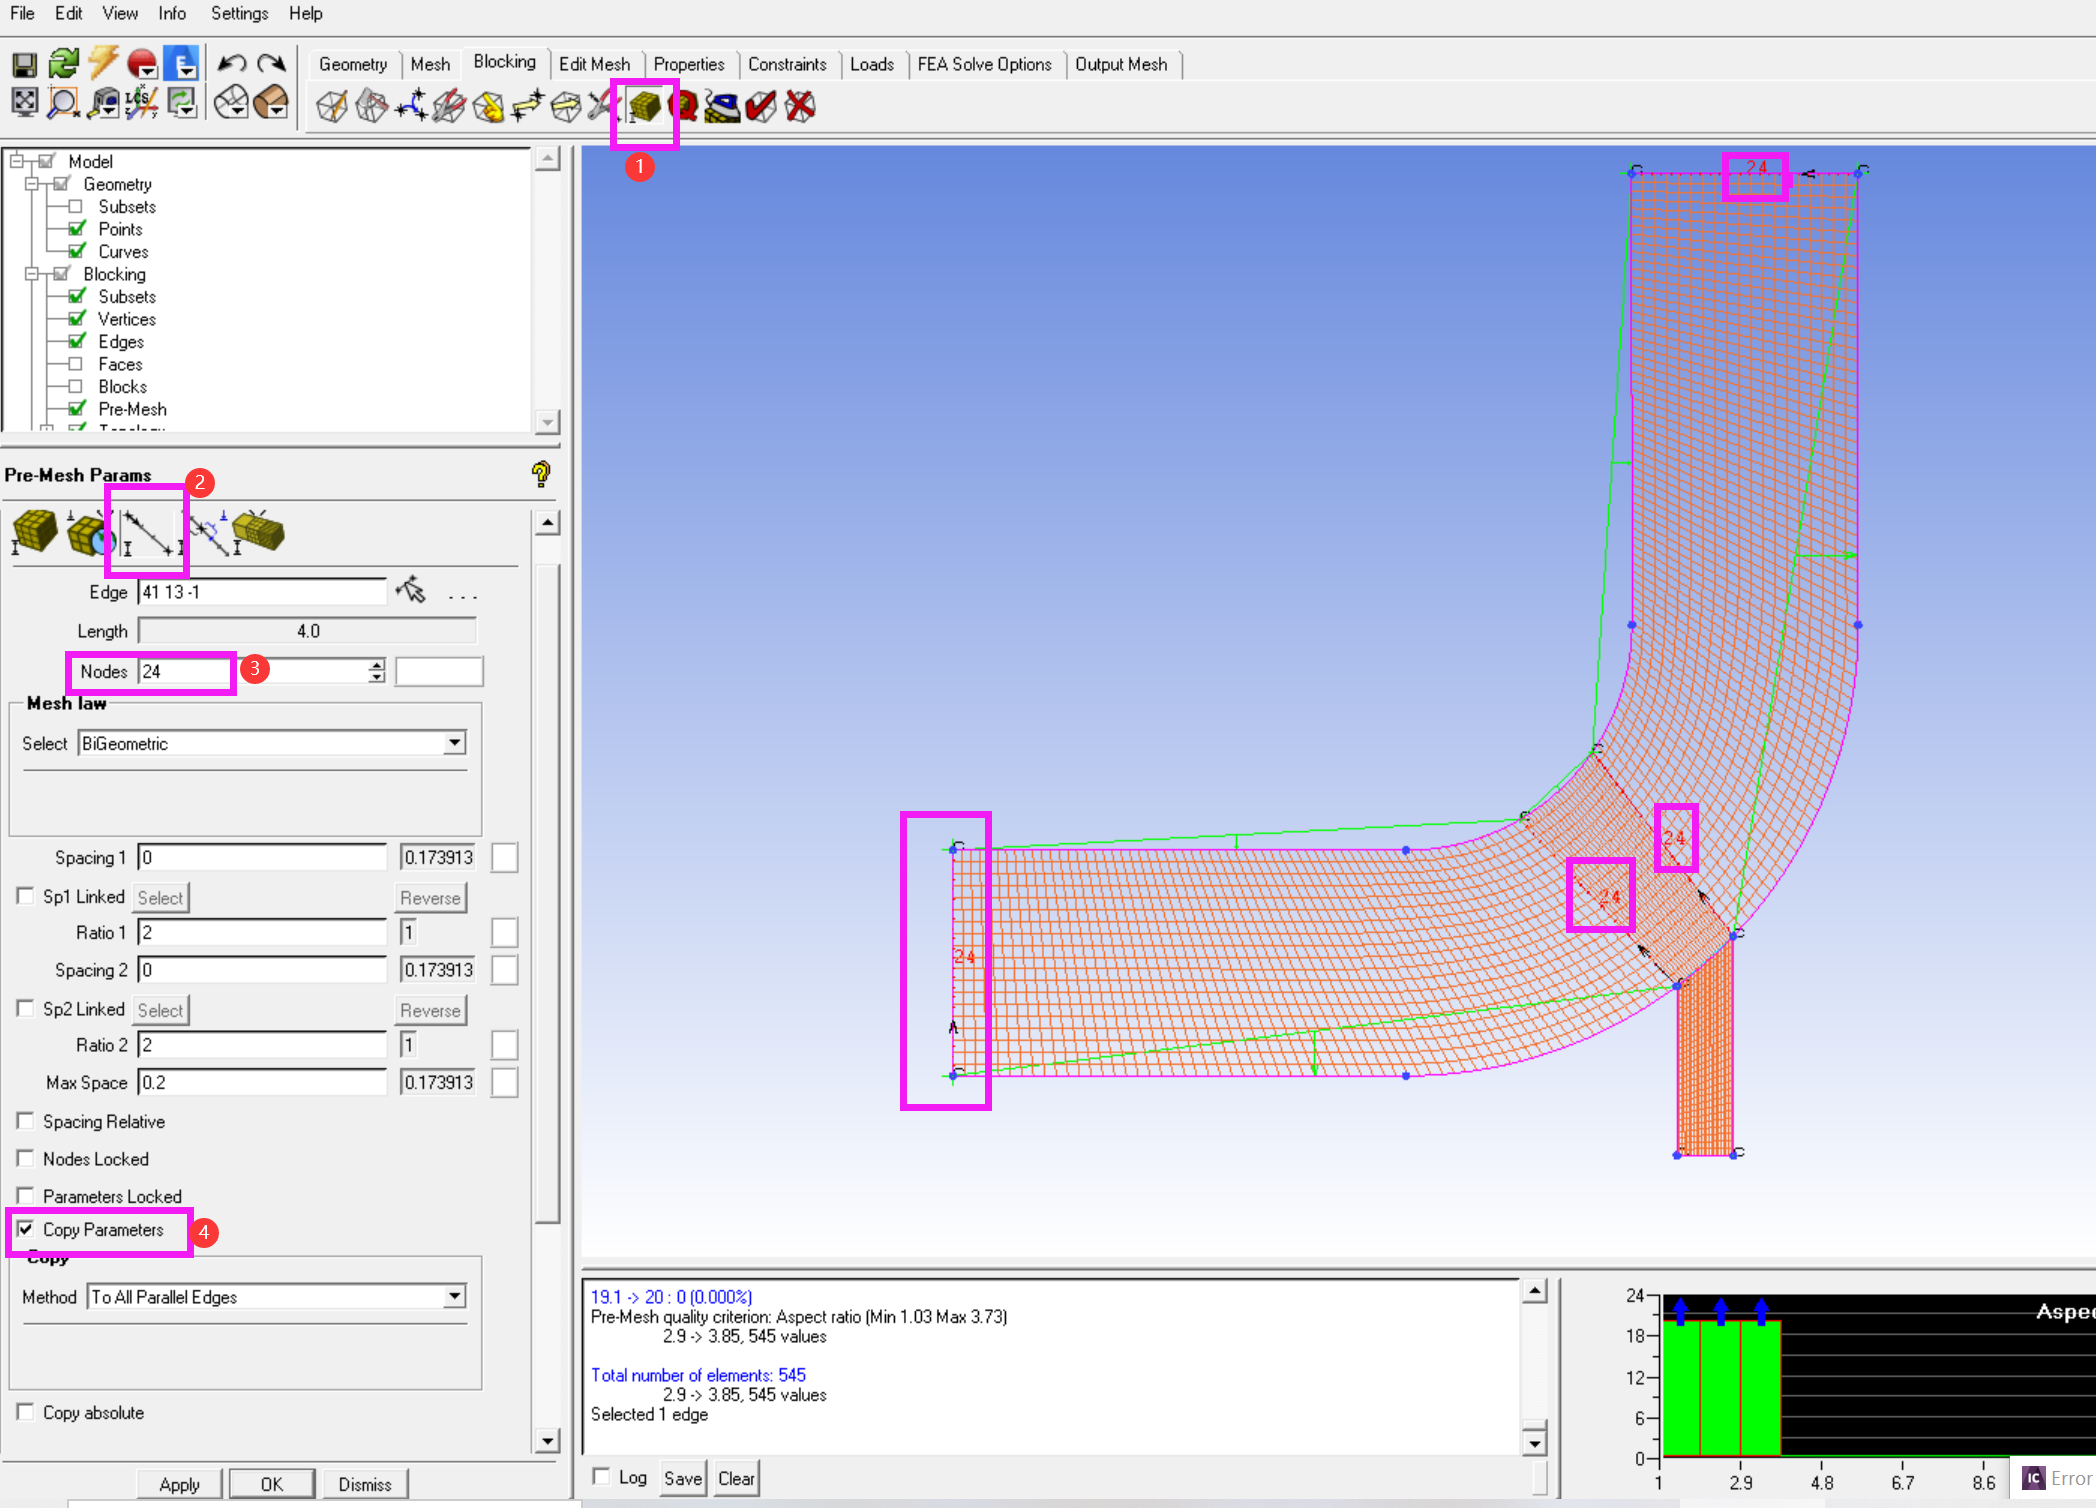 File Edit View Info Settings Help
Geometry Mesh Blocking Edit Mesh Properties Constraints Loads FEA Solve Options Output Mesh
E
LCS
1
Model
Geometry
Subsets
Points
Curves
Blocking
Subsets
Vertices
Edges
Faces
Blocks
Pre-Mesh
Topology
Pre-Mesh Params
2
Edge 41 13 -1 ...
Length 4.0
Nodes 24
3
Mesh law
Select BiGeometric
Spacing 1 0 0.173913
Sp1 Linked Select Reverse
Ratio 1 2 1
Spacing 2 0 0.173913
Sp2 Linked Select Reverse
Ratio 2 2 1
Max Space 0.2 0.173913
Spacing Relative
Nodes Locked
Parameters Locked
Copy Parameters
4
Copy
Method To All Parallel Edges
Copy absolute
Apply OK Dismiss
24
24
24
24
19.1 -> 20 : 0 (0.000%)
Pre-Mesh quality criterion: Aspect ratio (Min 1.03 Max 3.73)
2.9 -> 3.85, 545 values
Total number of elements: 545
2.9 -> 3.85, 545 values
Selected 1 edge
Log Save Clear
Aspec
24
18
12
6
0
1 2.9 4.8 6.7 8.6
IC Error